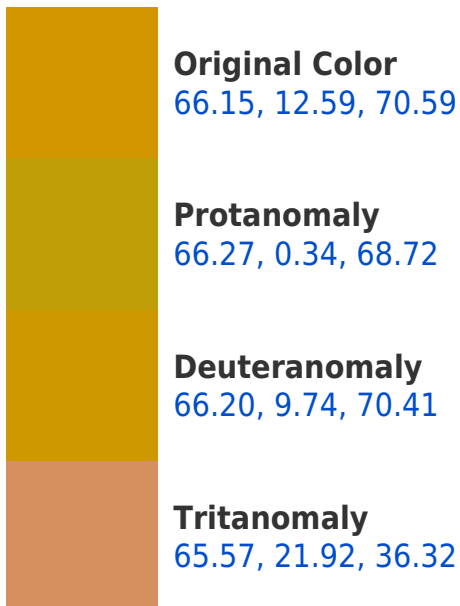 Original Color
66.15, 12.59, 70.59
Protanomaly
66.27, 0.34, 68.72
Deuteranomaly
66.20, 9.74, 70.41
Tritanomaly
65.57, 21.92, 36.32